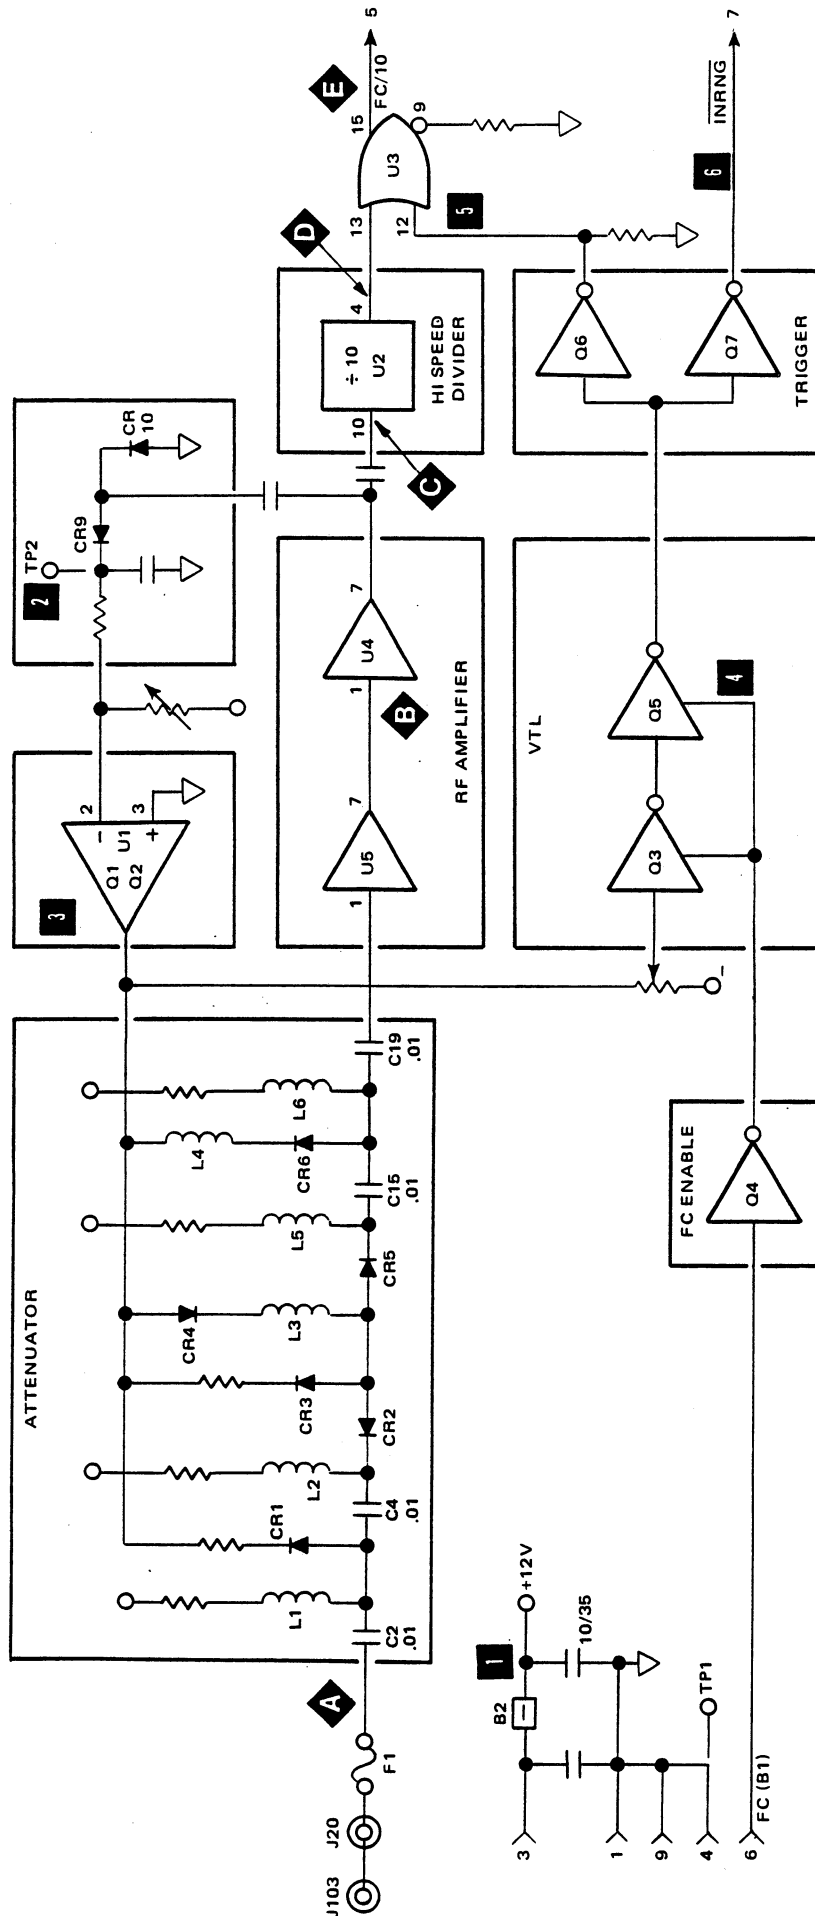 ATTENUATOR
J103
J20
F1
A
C2
.01
L1
CR1
C4
.01
L2
CR2
CR3
CR4
L3
CR5
L5
C15
.01
CR6
L4
L6
C19
.01
3
Q1
Q2
U1
2
-
3
+
2
TP2
CR9
CR
10
1
U5
7
B
1
U4
7
RF AMPLIFIER
C
10
÷ 10
U2
4
HI SPEED
DIVIDER
D
13
12
U3
15
9
E
FC/10
5
5
1
B2
+12V
10/35
TP1
3
1
9
4
6
FC (B1)
FC ENABLE
Q4
-
VTL
Q3
Q5
4
Q6
Q7
TRIGGER
6
INRNG
7